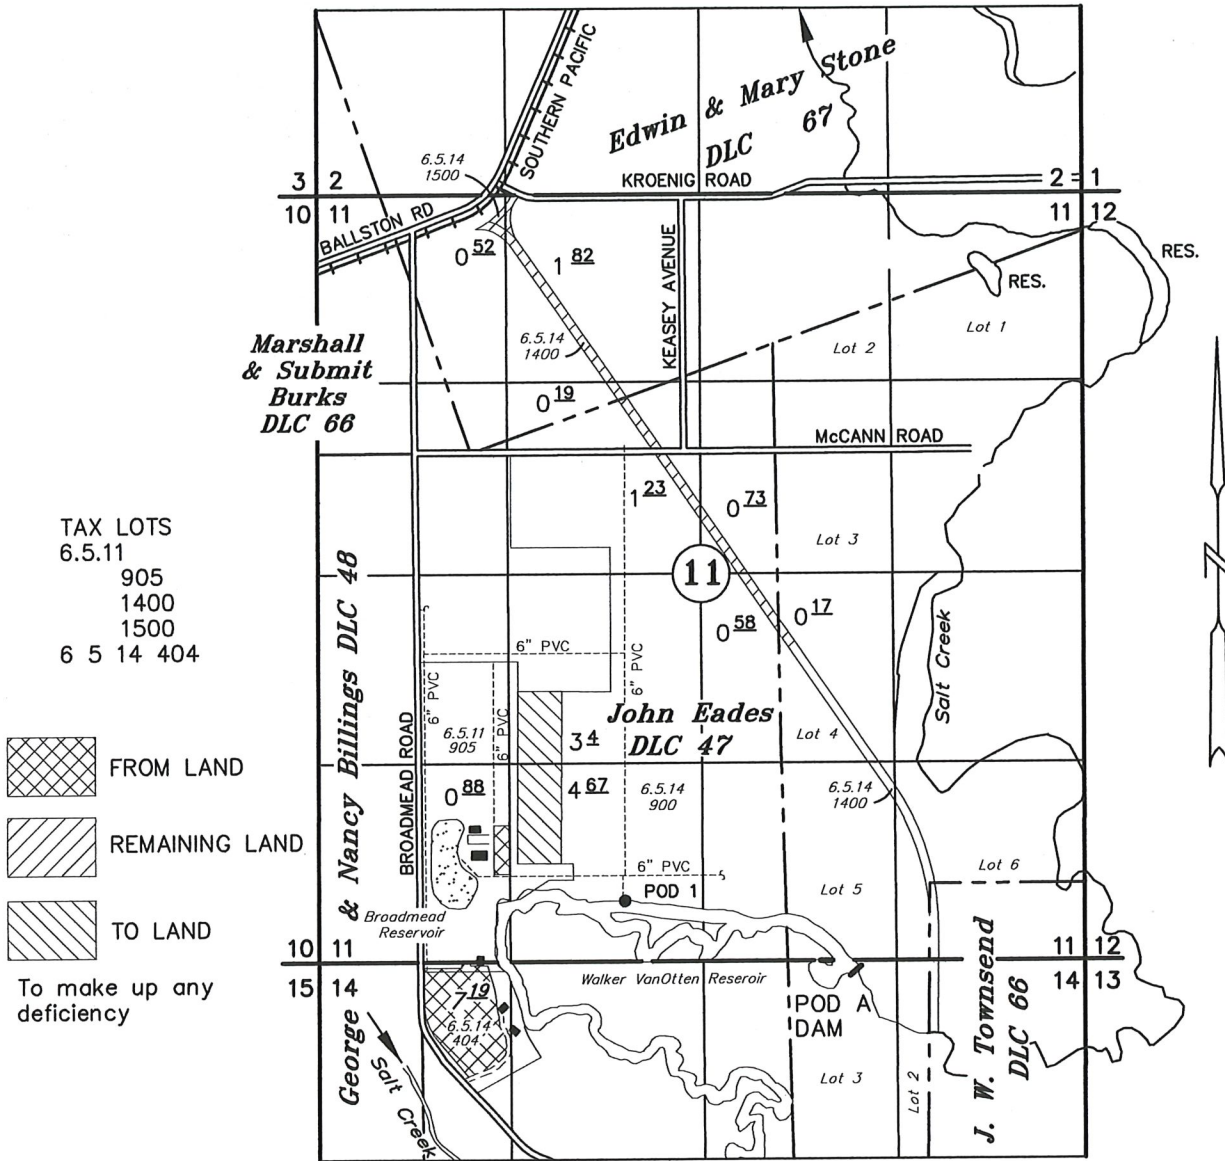 SOUTHERN PACIFIC
Edwin & Mary Stone
DLC 67
6.5.14
1500
KROENIG ROAD
3 2
2 1
10 11
11 12
BALLSTON RD
0 52
1 82
KEASEY AVENUE
RES.
RES.
Lot 1
Lot 2
6.5.14
1400
Marshall
& Submit
Burks
DLC 66
0 19
McCANN ROAD
1 23
0 73
Lot 3
11
TAX LOTS
6.5.11
905
1400
1500
6 5 14 404
0 58
0 17
6" PVC
6" PVC
6" PVC
6" PVC
Salt Creek
John Eades
DLC 47
6.5.11
905
3 4
Lot 4
FROM LAND
0 88
4 67
6.5.14
900
6.5.14
1400
BROADMEAD ROAD
REMAINING LAND
6" PVC
Lot 6
POD 1
Lot 5
TO LAND
Broadmead
Reservoir
10 11
11 12
15 14
14 13
Walker VanOtten Reseroir
To make up any
deficiency
7 19
6.5.14
404
POD A
DAM
George & Nancy Billings DLC 48
Salt Creek
Lot 3
Lot 2
J. W. Townsend
DLC 66